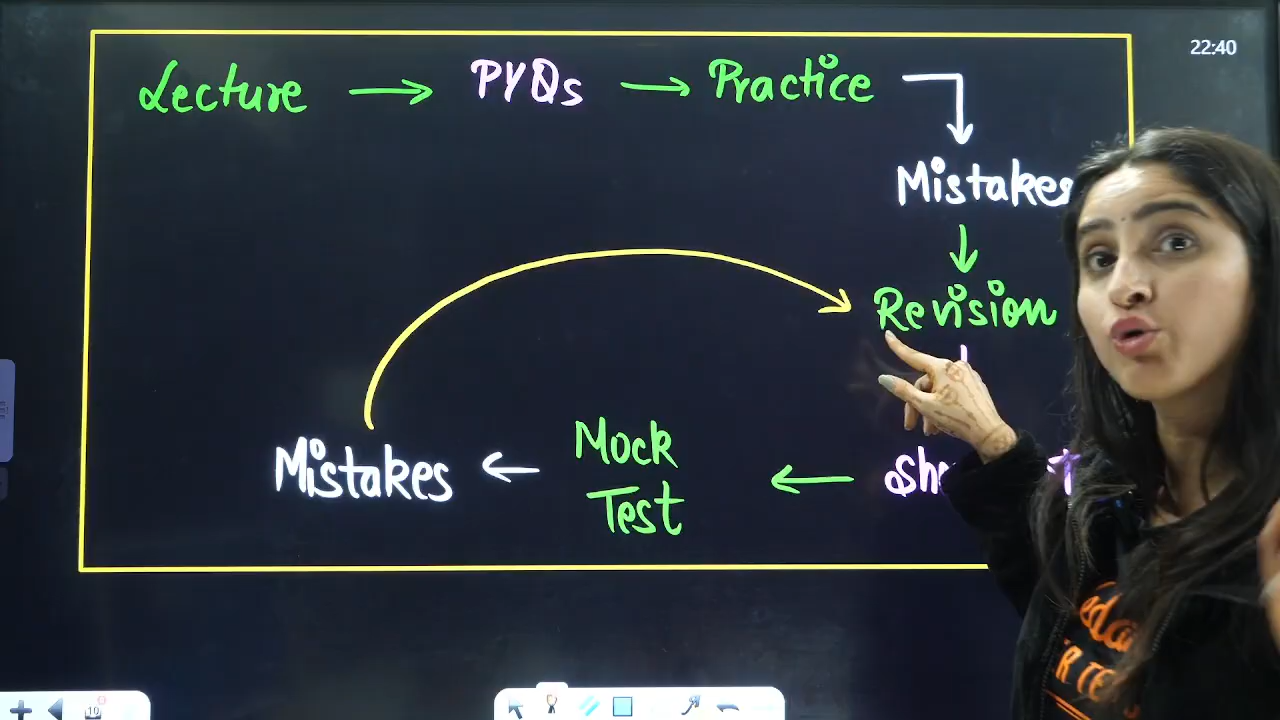 22:40
Lecture → PYQs → Practice
Mistakes
Revision
Mistakes ← Mock Test ←